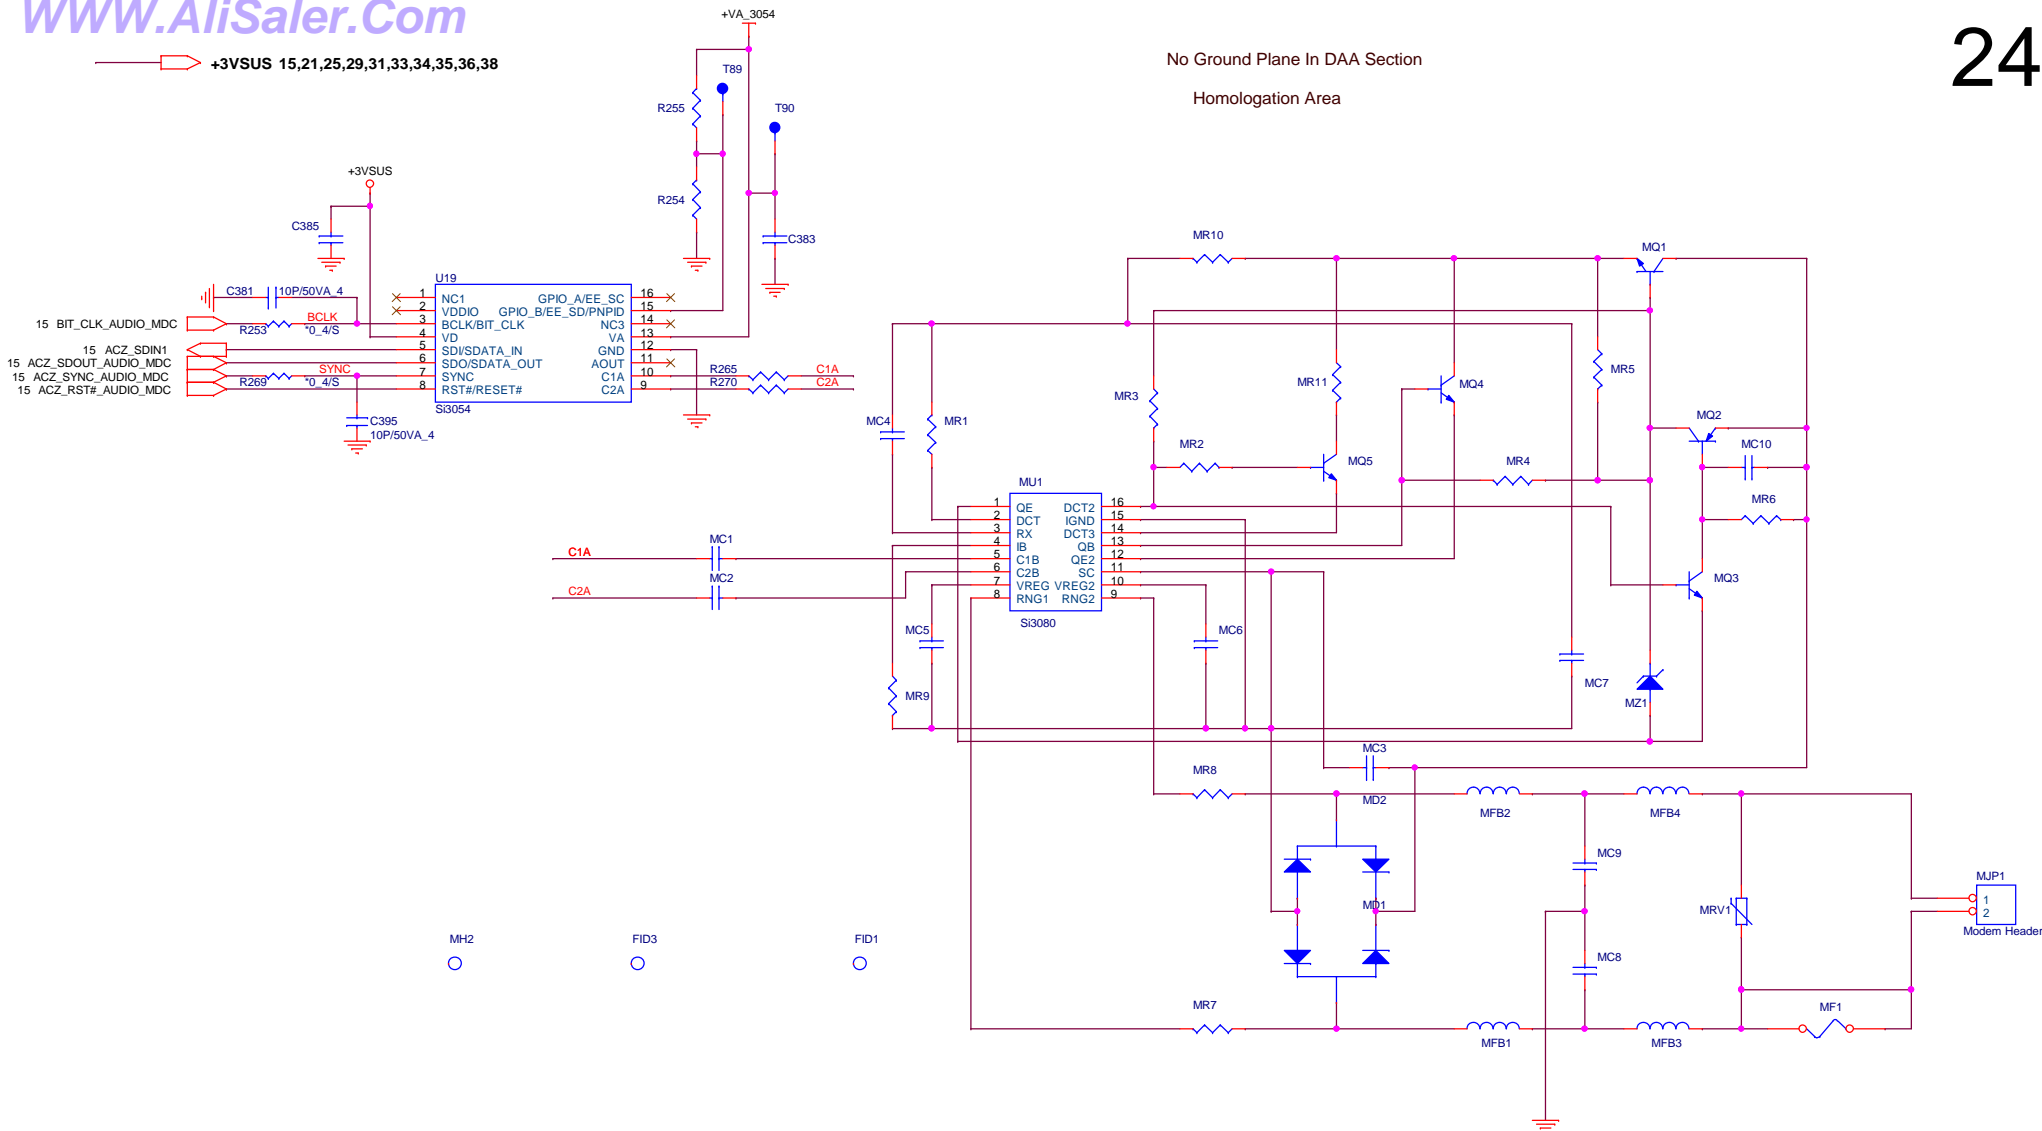 WWW.AliSaler.Com
+3VSUS 15,21,25,29,31,33,34,35,36,38
24
No Ground Plane In DAA Section
Homologation Area
+VA_3054
T89
T90
R255
R254
C383
+3VSUS
C385
U19
C381
10P/50VA_4
15 BIT_CLK_AUDIO_MDC
R253
BCLK
*0_4/S
15 ACZ_SDIN1
15 ACZ_SDOUT_AUDIO_MDC
15 ACZ_SYNC_AUDIO_MDC
15 ACZ_RST#_AUDIO_MDC
R269
SYNC
*0_4/S
C395
10P/50VA_4
1 NC1
2 VDDIO
3 BCLK/BIT_CLK
4 VD
5 SDI/SDATA_IN
6 SDO/SDATA_OUT
7 SYNC
8 RST#/RESET#
GPIO_A/EE_SC 16
GPIO_B/EE_SD/PNPID 15
NC3 14
VA 13
GND 12
AOUT 11
C1A 10
C2A 9
Si3054
R265
C1A
R270
C2A
MR10
MQ1
MC4
MR1
MR3
MR11
MQ4
MR5
MR2
MQ5
MR4
MQ2
MC10
MR6
MQ3
MU1
1 QE
2 DCT
3 RX
4 IB
5 C1B
6 C2B
7 VREG
8 RNG1
DCT2 16
IGND 15
DCT3 14
QB 13
QE2 12
SC 11
VREG2 10
RNG2 9
Si3080
C1A
MC1
C2A
MC2
MC5
MC6
MR9
MC7
MZ1
MC3
MR8
MD2
MFB2
MFB4
MC9
MD1
MRV1
MJP1
1
2
Modem Header
MC8
MH2
FID3
FID1
MR7
MFB1
MFB3
MF1